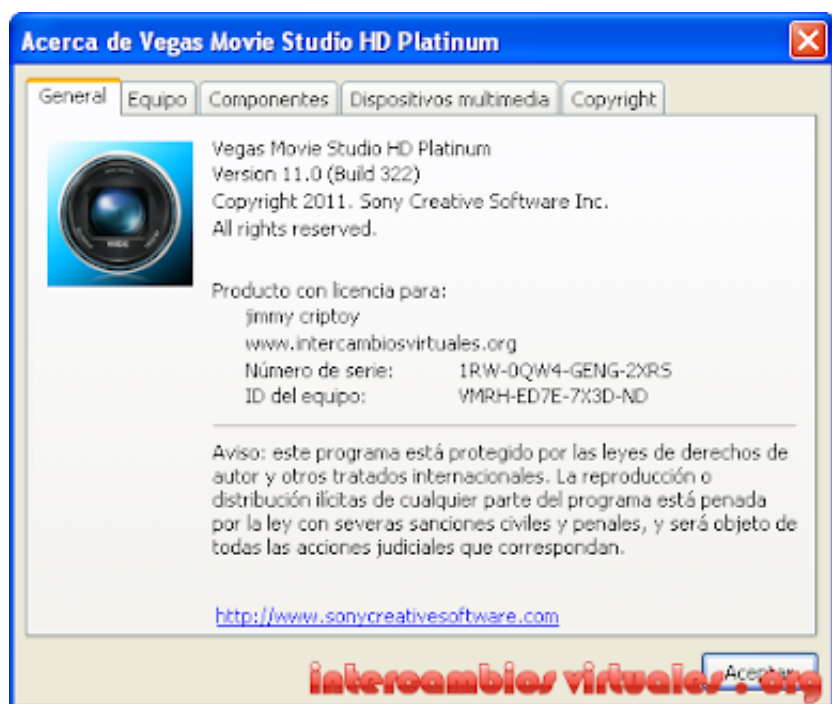 Acerca de Vegas Movie Studio HD Platinum
General
Equipo
Componentes
Dispositivos multimedia
Copyright
Vegas Movie Studio HD Platinum
Version 11.0 (Build 322)
Copyright 2011. Sony Creative Software Inc.
All rights reserved.
Producto con licencia para:
jimmy criptoy
www.intercambiosvirtuales.org
Número de serie: 1RW-0QW4-GENG-2XRS
ID del equipo: VMRH-ED7E-7X3D-ND
Aviso: este programa está protegido por las leyes de derechos de
autor y otros tratados internacionales. La reproducción o
distribución ilícitas de cualquier parte del programa está penada
por la ley con severas sanciones civiles y penales, y será objeto de
todas las acciones judiciales que correspondan.
http://www.sonycreativesoftware.com
Aceptar
intercambios virtuales.org